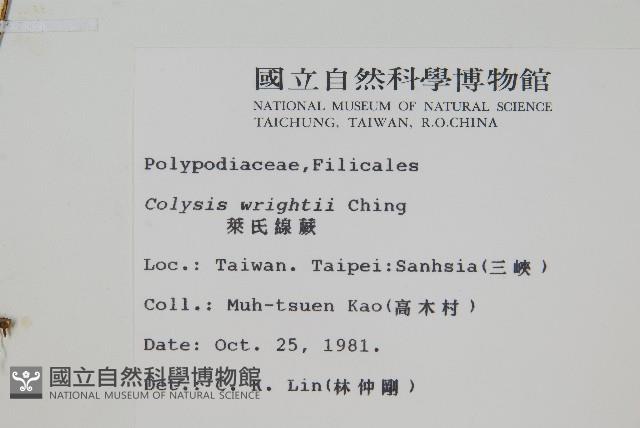 國立自然科學博物館
NATIONAL MUSEUM OF NATURAL SCIENCE
TAICHUNG, TAIWAN, R.O.CHINA
Polypodiaceae,Filicales
Colysis wrightii Ching
萊氏線蕨
Loc.: Taiwan. Taipei:Sanhsia(三峽)
Coll.: Muh-tsuen Kao(高木村)
Date: Oct. 25, 1981.
Det.: C. K. Lin(林仲剛)
國立自然科學博物館
NATIONAL MUSEUM OF NATURAL SCIENCE